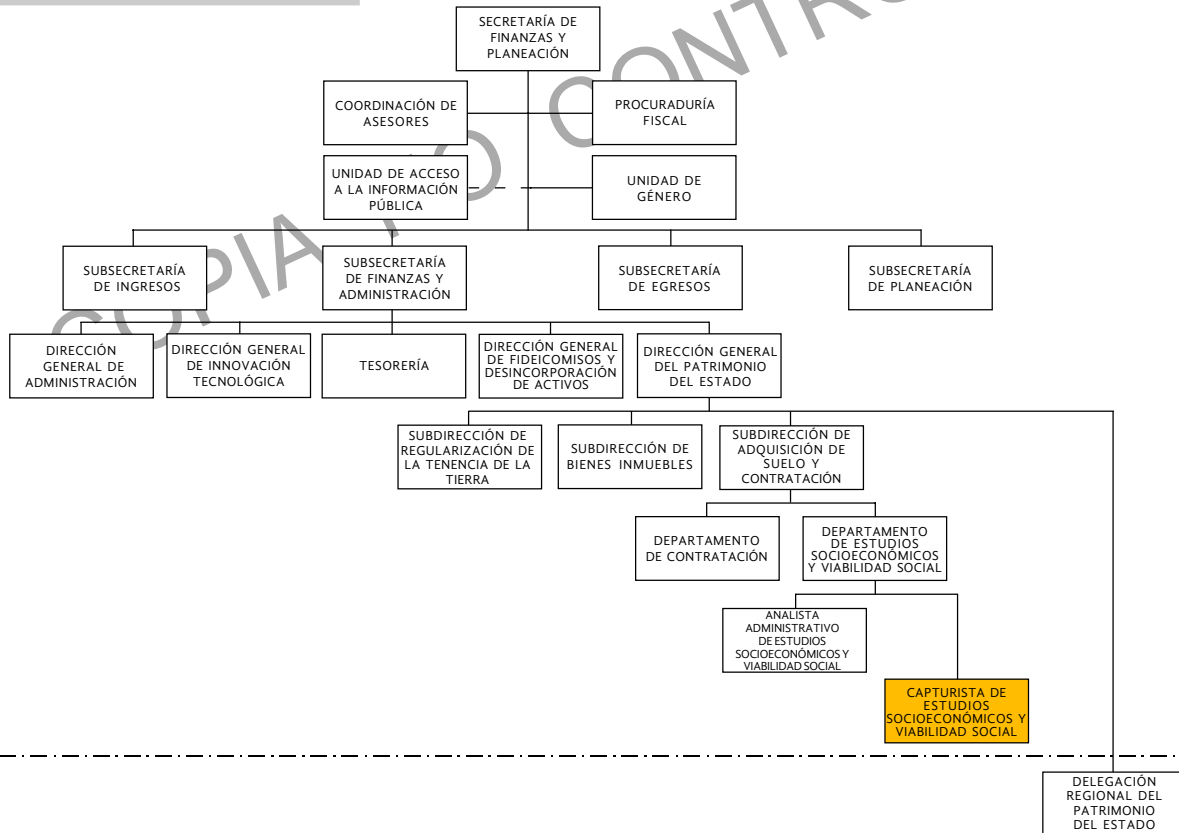 SECRETARÍA DE
FINANZAS Y
PLANEACIÓN
COORDINACIÓN DE
ASESORES
PROCURADURÍA
FISCAL
UNIDAD DE ACCESO
A LA INFORMACIÓN
PÚBLICA
UNIDAD DE
GÉNERO
SUBSECRETARÍA
DE INGRESOS
SUBSECRETARÍA
DE FINANZAS Y
ADMINISTRACIÓN
SUBSECRETARÍA
DE EGRESOS
SUBSECRETARÍA
DE PLANEACIÓN
DIRECCIÓN
GENERAL DE
ADMINISTRACIÓN
DIRECCIÓN GENERAL
DE INNOVACIÓN
TECNOLÓGICA
TESORERÍA
DIRECCIÓN GENERAL
DE FIDEICOMISOS Y
DESINCORPORACIÓN
DE ACTIVOS
DIRECCIÓN GENERAL
DEL PATRIMONIO
DEL ESTADO
SUBDIRECCIÓN DE
REGULARIZACIÓN DE
LA TENENCIA DE LA
TIERRA
SUBDIRECCIÓN DE
BIENES INMUEBLES
SUBDIRECCIÓN DE
ADQUISICIÓN DE
SUELO Y
CONTRATACIÓN
DEPARTAMENTO
DE CONTRATACIÓN
DEPARTAMENTO
DE ESTUDIOS
SOCIOECONÓMICOS
Y VIABILIDAD SOCIAL
ANALISTA
ADMINISTRATIVO
DE ESTUDIOS
SOCIOECONÓMICOS Y
VIABILIDAD SOCIAL
CAPTURISTA DE
ESTUDIOS
SOCIOECONÓMICOS Y
VIABILIDAD SOCIAL
DELEGACIÓN
REGIONAL DEL
PATRIMONIO
DEL ESTADO
COPIA